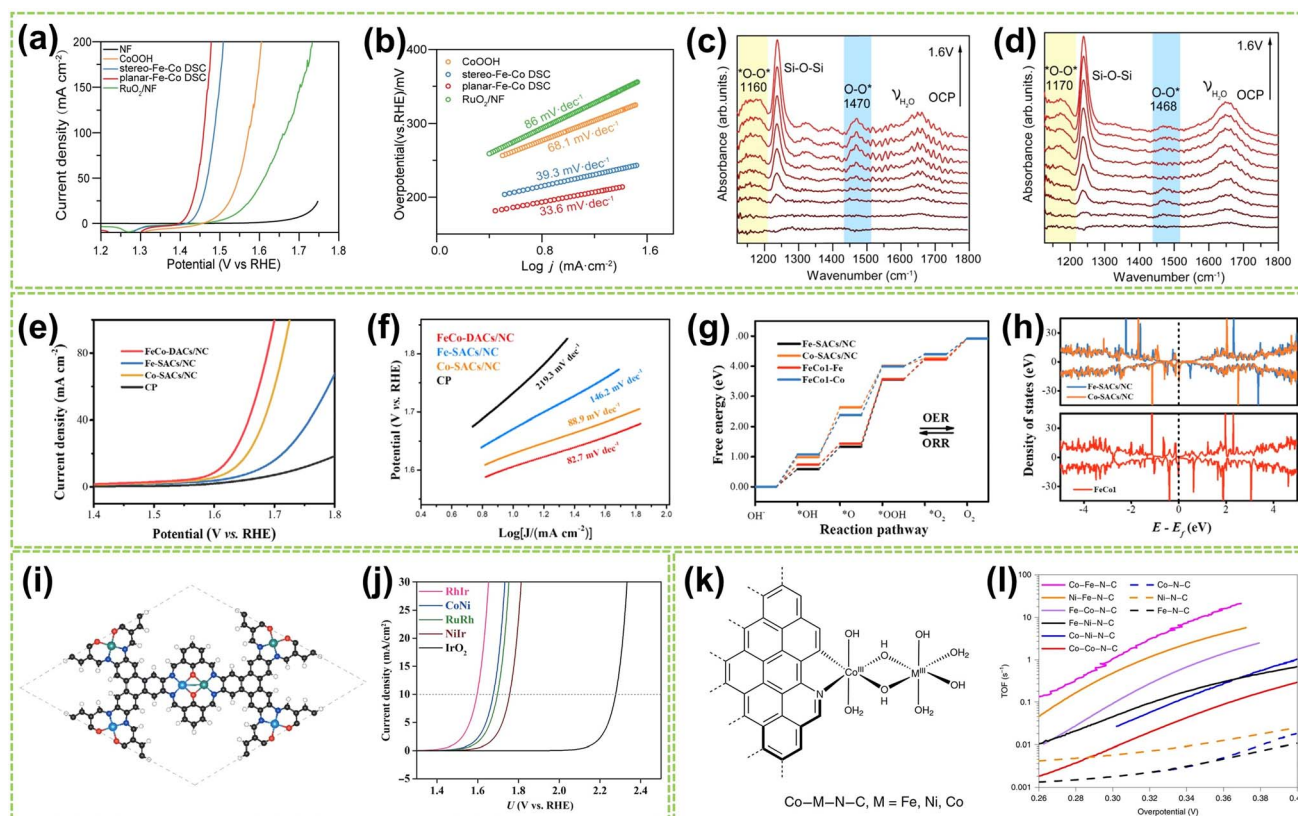 (a)
NF
CoOOH
stereo-Fe-Co DSC
planar-Fe-Co DSC
RuO₂/NF
Current density (mA cm⁻²)
200
150
100
50
0
1.2 1.3 1.4 1.5 1.6 1.7 1.8
Potential (V vs RHE)
(b)
CoOOH
stereo-Fe-Co DSC
planar-Fe-Co DSC
RuO₂/NF
86 mV·dec⁻¹
68.1 mV·dec⁻¹
39.3 mV·dec⁻¹
33.6 mV·dec⁻¹
Overpotential(vs.RHE)/mV
400
300
200
0.0 0.6 1.2 1.8
Log j (mA·cm⁻²)
(c)
*O-O*
1160
Si-O-Si
O-O*
1470
νH₂O
1.6V
OCP
Absorbance (arb.units.)
1200 1300 1400 1500 1600 1700 1800
Wavenumber (cm⁻¹)
(d)
*O-O*
1170
Si-O-Si
O-O*
1468
νH₂O
1.6V
OCP
Absorbance (arb.units.)
1200 1300 1400 1500 1600 1700 1800
Wavenumber (cm⁻¹)
(e)
FeCo-DACs/NC
Fe-SACs/NC
Co-SACs/NC
CP
Current density (mA cm⁻²)
80
40
0
1.4 1.5 1.6 1.7 1.8
Potential (V vs. RHE)
(f)
FeCo-DACs/NC
Fe-SACs/NC
Co-SACs/NC
CP
219.3 mV dec⁻¹
146.2 mV dec⁻¹
88.9 mV dec⁻¹
82.7 mV dec⁻¹
Potential (V vs. RHE)
1.8
1.7
1.6
0.4 0.6 0.8 1.0 1.2 1.4 1.6 1.8 2.0
Log[J/(mA cm⁻²)]
(g)
Fe-SACs/NC
Co-SACs/NC
FeCo1-Fe
FeCo1-Co
OER
ORR
Free energy (eV)
4.00
3.00
2.00
1.00
0.00
OH⁻ *OH *O *OOH *O₂ O₂
Reaction pathway
(h)
Fe-SACs/NC
Co-SACs/NC
FeCo1
Density of states (eV)
30
0
-30
30
0
-30
-4 -2 0 2 4
E - Ef (eV)
(i)
(j)
RhIr
CoNi
RuRh
NiIr
IrO₂
Current density (mA/cm²)
30
25
20
15
10
5
0
−5
1.4 1.6 1.8 2.0 2.2 2.4
U (V vs. RHE)
(k)
OH
H
OH
OH₂
Coᴵᴵᴵ
Mᴵᴵᴵ
N
O
OH
OH₂
H
OH₂
Co–M–N–C, M = Fe, Ni, Co
(l)
Co–Fe–N–C
Ni–Fe–N–C
Fe–Co–N–C
Fe–Ni–N–C
Co–Ni–N–C
Co–Co–N–C
Co–N–C
Ni–N–C
Fe–N–C
TOF (s⁻¹)
100
10
1
0.1
0.01
0.001
0.26 0.28 0.30 0.32 0.34 0.36 0.38
Overpotential (V)